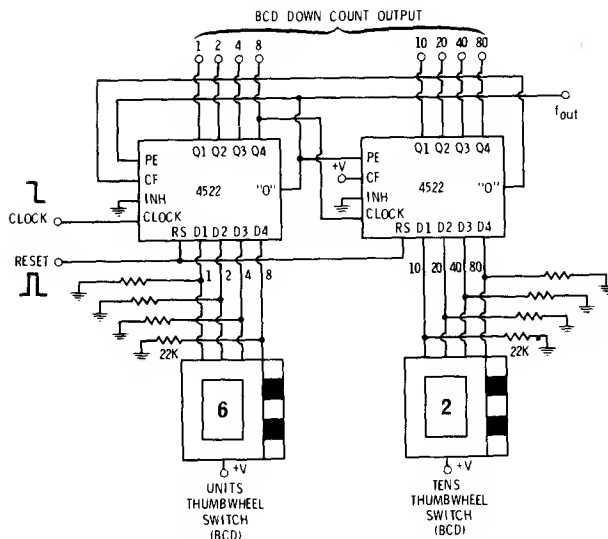 BCD DOWN COUNT OUTPUT
1 2 4 8
10 20 40 80
fout
PE Q1 Q2 Q3 Q4
CF 4522 "0"
INH
CLOCK
RS D1 D2 D3 D4
PE Q1 Q2 Q3 Q4
+V
CF 4522 "0"
INH
CLOCK
RS D1 D2 D3 D4
CLOCK
RESET
1 2 4 8
10 20 40 80
22K
22K
6
2
+V
+V
UNITS
THUMBWHEEL
SWITCH
(BCD)
TENS
THUMBWHEEL
SWITCH
(BCD)